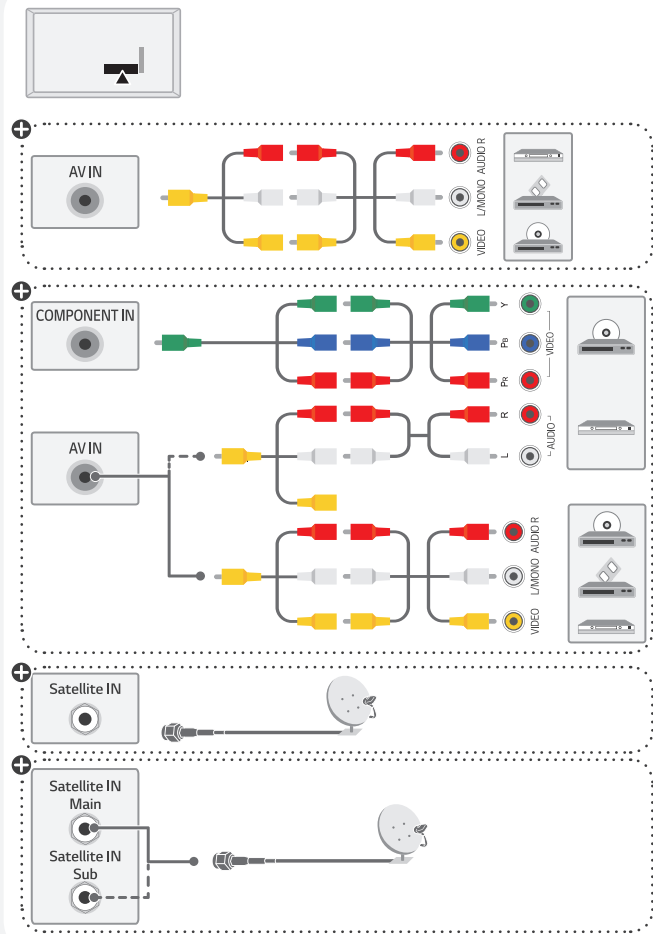 AV IN
AUDIO R
L/MONO
VIDEO
COMPONENT IN
Y
PB
PR
VIDEO
AV IN
R
L
AUDIO
AUDIO R
L/MONO
VIDEO
Satellite IN
Satellite IN
Main
Satellite IN
Sub